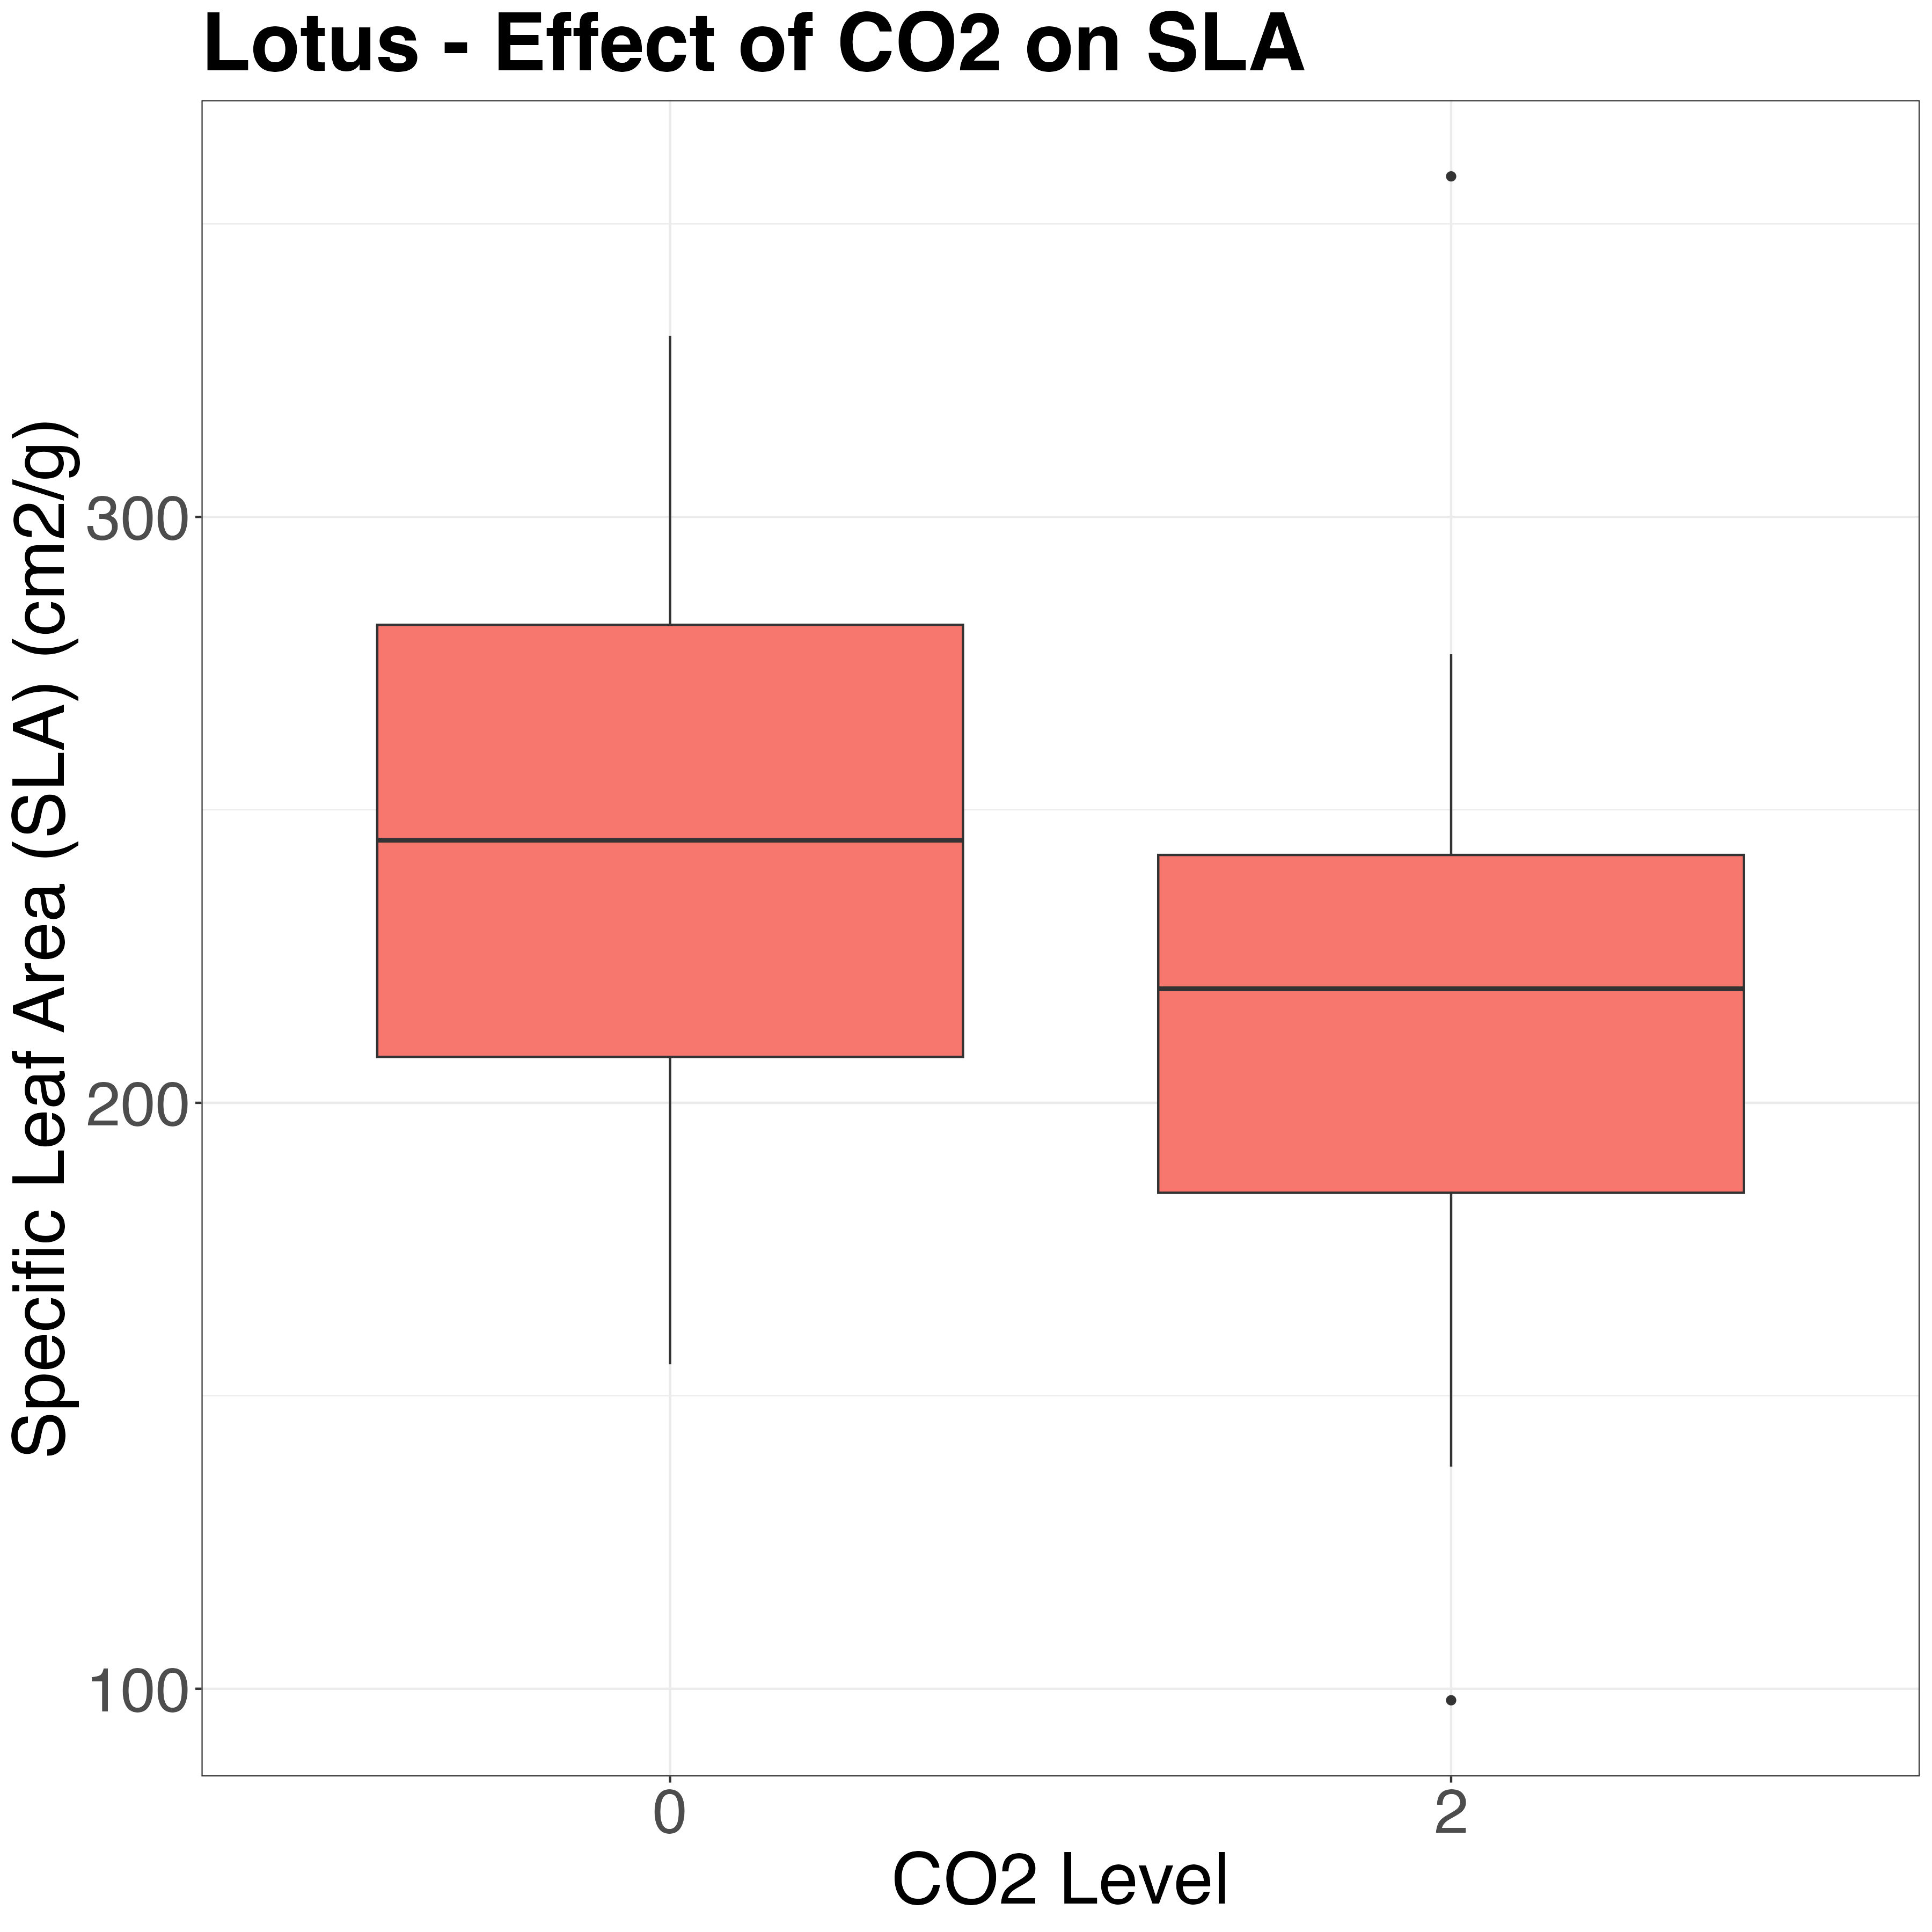 Lotus - Effect of CO2 on SLA
Specific Leaf Area (SLA) (cm2/g)
300
200
100
0
2
CO2 Level